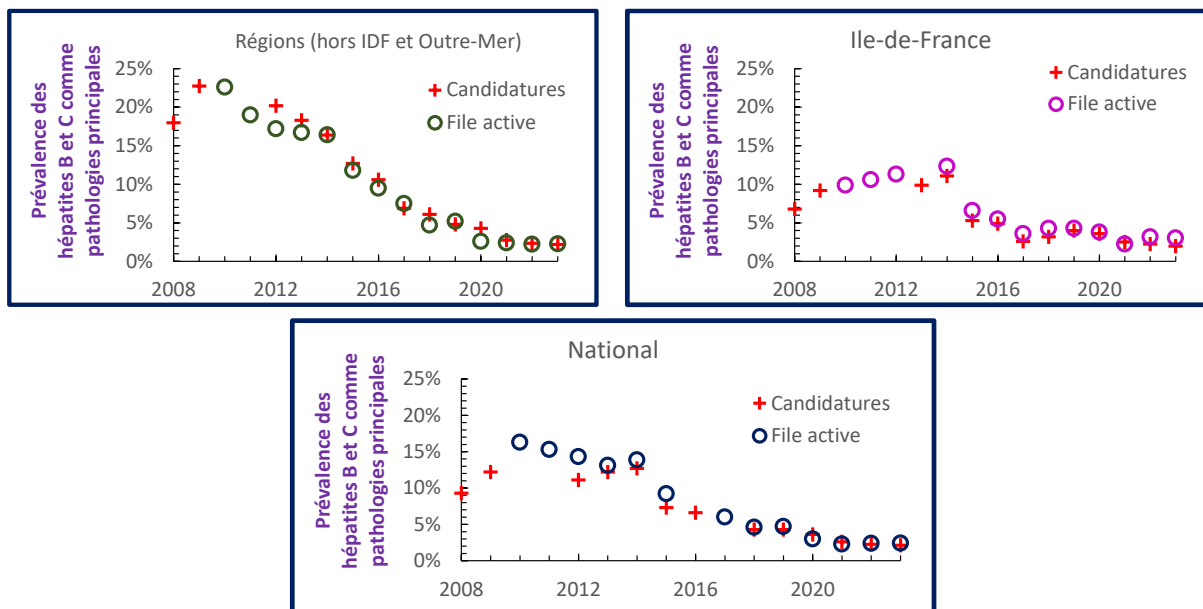 Régions (hors IDF et Outre-Mer)
Prévalence des
hépatites B et C comme
pathologies principales
25%
20%
15%
10%
5%
0%
Candidatures
File active
2008
2012
2016
2020
Ile-de-France
Prévalence des
hépatites B et C comme
pathologies principales
25%
20%
15%
10%
5%
0%
Candidatures
File active
2008
2012
2016
2020
National
Prévalence des
hépatites B et C comme
pathologies principales
25%
20%
15%
10%
5%
0%
Candidatures
File active
2008
2012
2016
2020